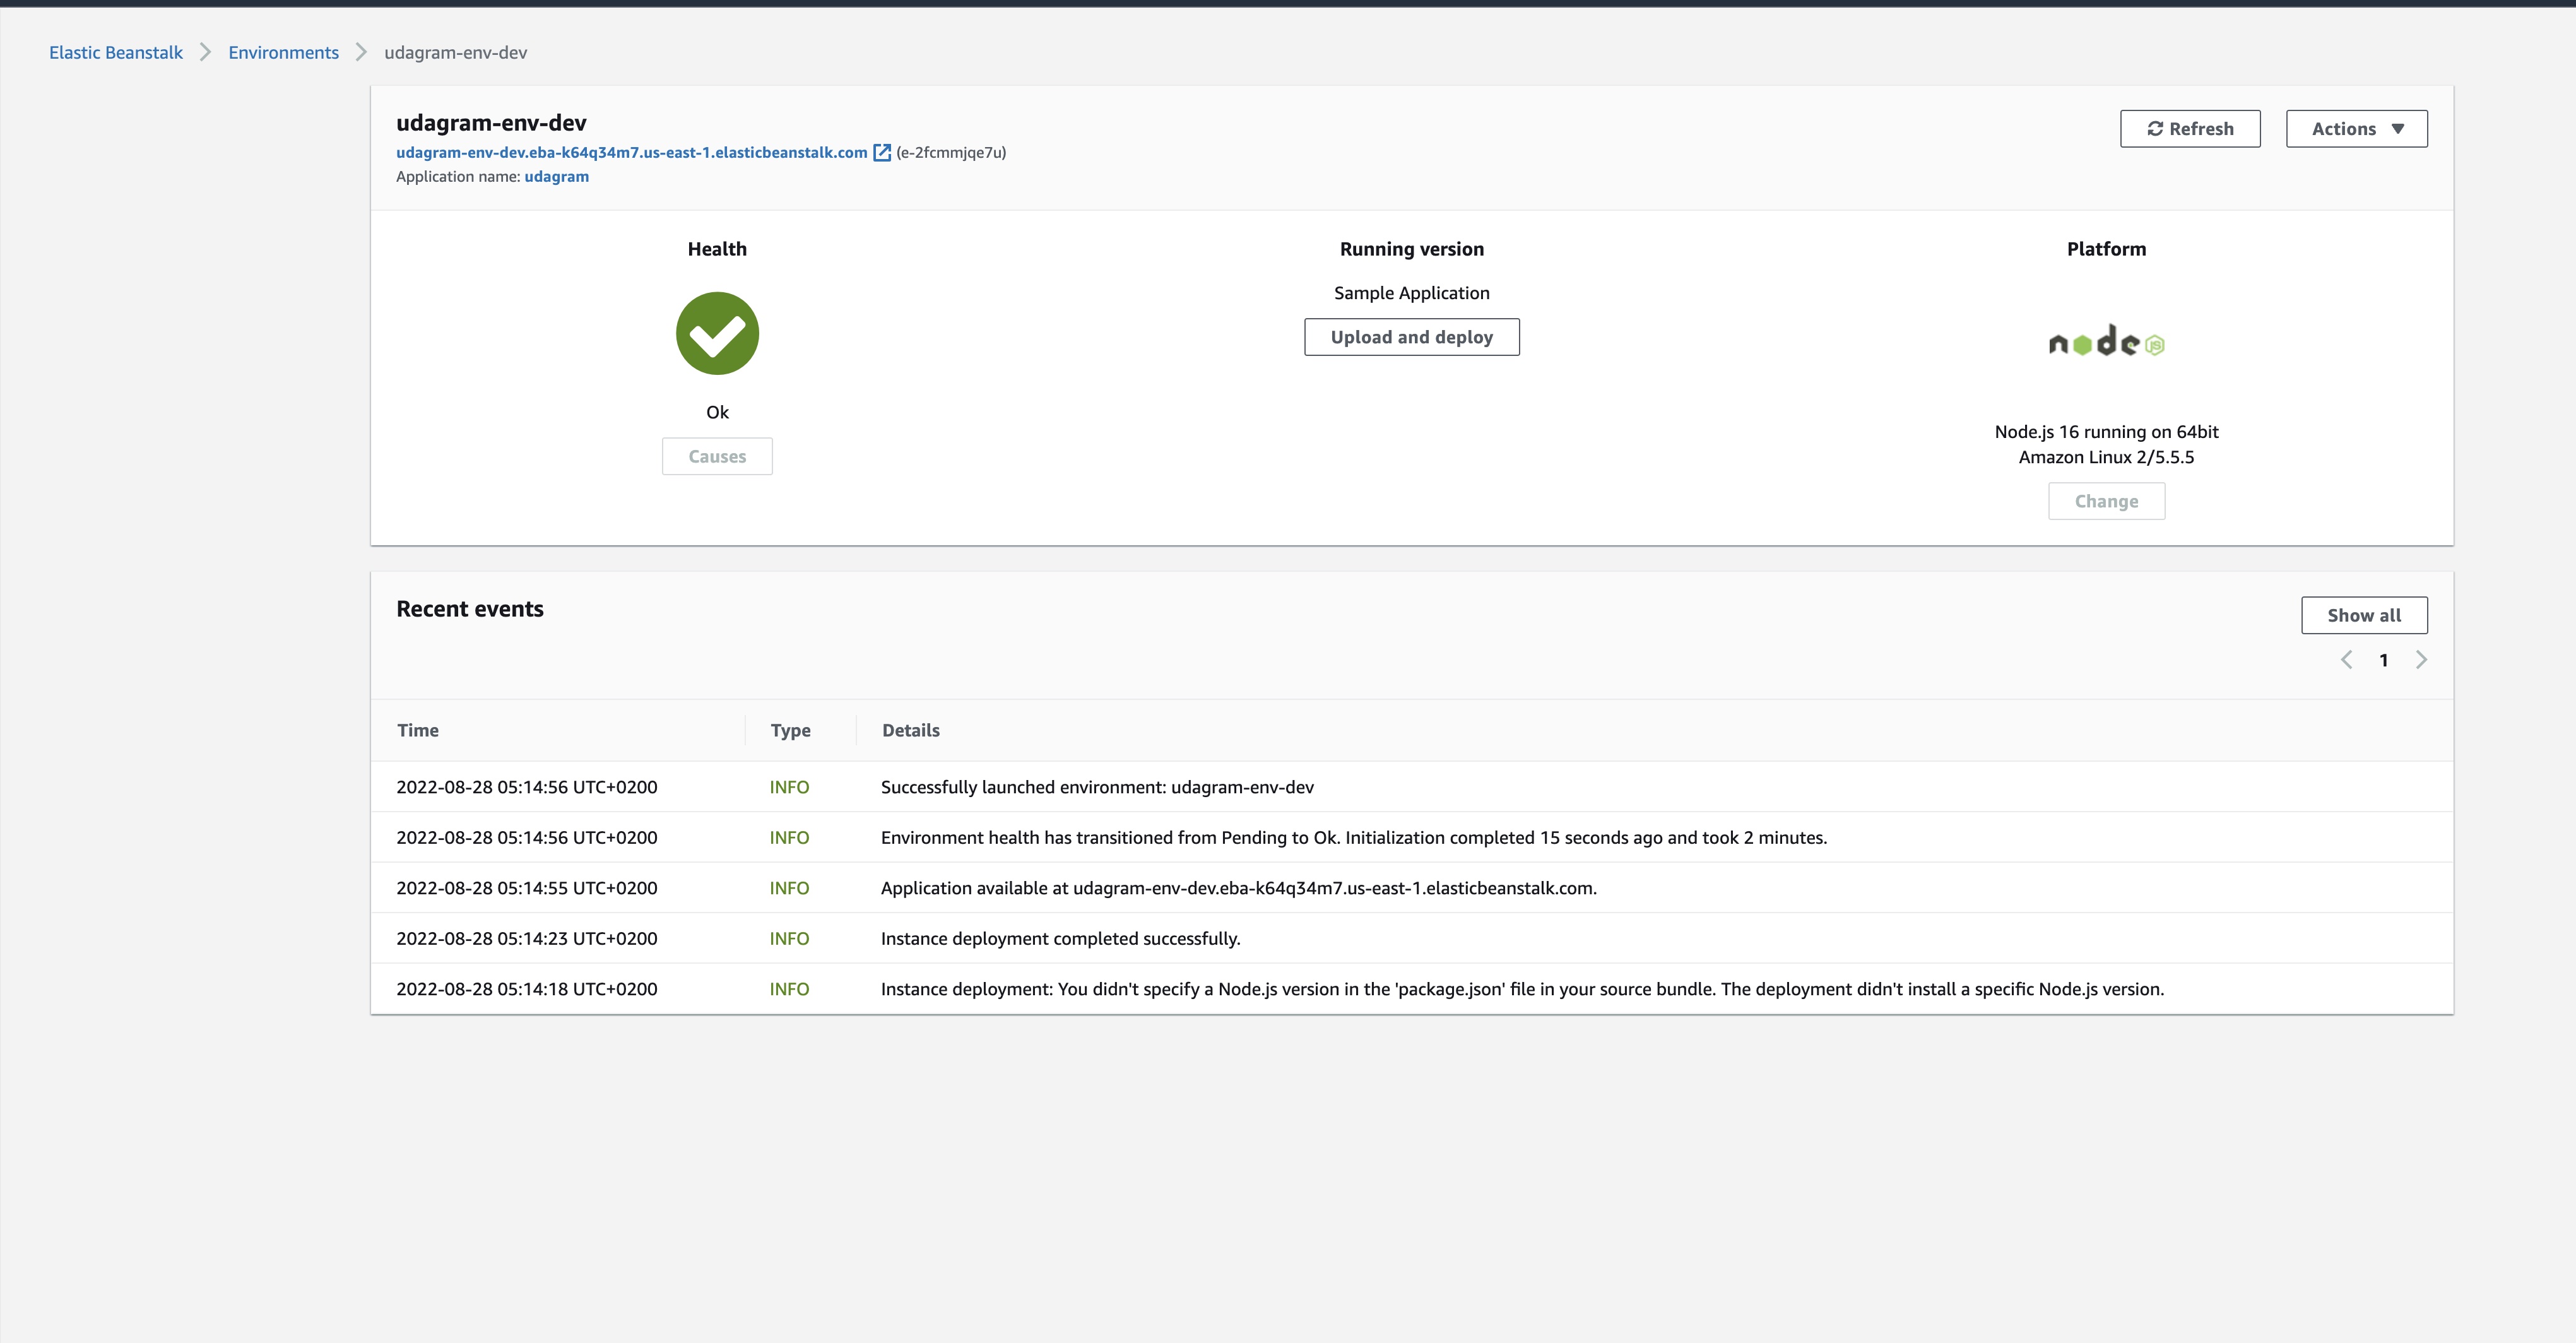 Elastic Beanstalk > Environments > udagram-env-dev
udagram-env-dev
Refresh
Actions
udagram-env-dev.eba-k64q34m7.us-east-1.elasticbeanstalk.com (e-2fcmmjqe7u)
Application name: udagram
Health
Ok
Causes
Running version
Sample Application
Upload and deploy
Platform
node JS
Node.js 16 running on 64bit
Amazon Linux 2/5.5.5
Change
Recent events
Show all
1
Time Type Details
2022-08-28 05:14:56 UTC+0200 INFO Successfully launched environment: udagram-env-dev
2022-08-28 05:14:56 UTC+0200 INFO Environment health has transitioned from Pending to Ok. Initialization completed 15 seconds ago and took 2 minutes.
2022-08-28 05:14:55 UTC+0200 INFO Application available at udagram-env-dev.eba-k64q34m7.us-east-1.elasticbeanstalk.com.
2022-08-28 05:14:23 UTC+0200 INFO Instance deployment completed successfully.
2022-08-28 05:14:18 UTC+0200 INFO Instance deployment: You didn't specify a Node.js version in the 'package.json' file in your source bundle. The deployment didn't install a specific Node.js version.